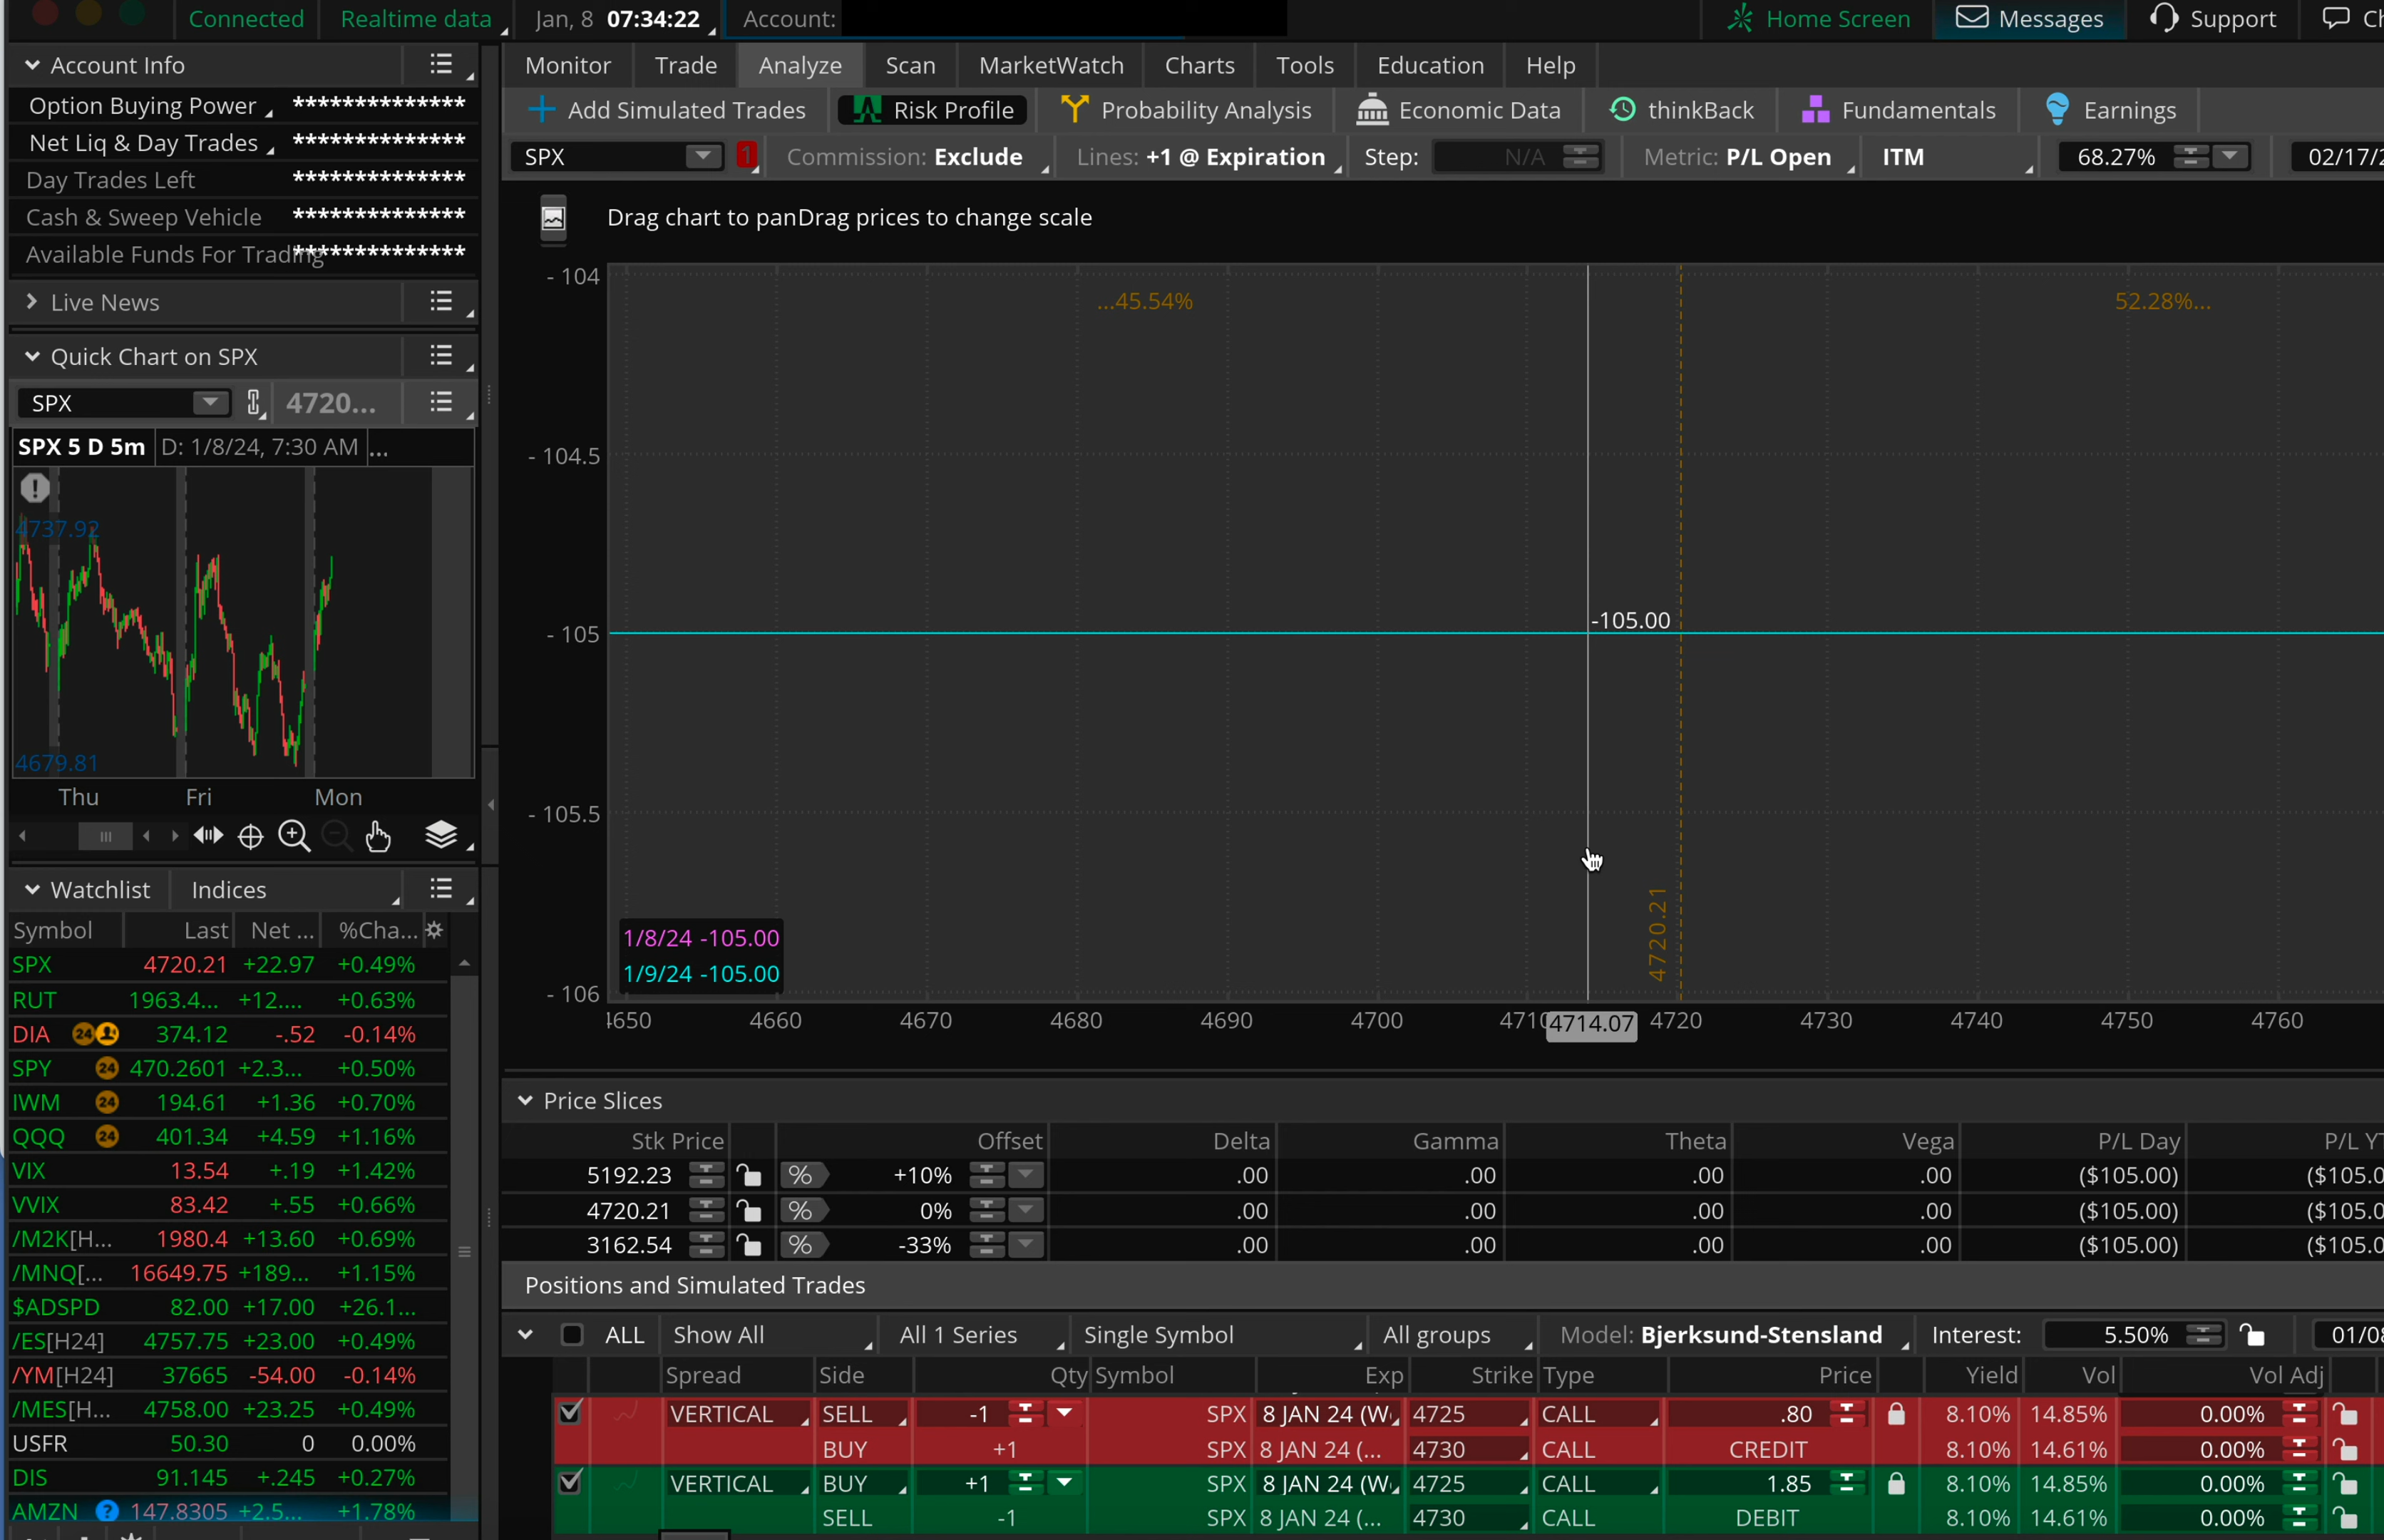 Connected Realtime data Jan, 8 07:34:22 Account: Home Screen Messages Support
Account Info
Option Buying Power **************
Net Liq & Day Trades **************
Day Trades Left **************
Cash & Sweep Vehicle **************
Available Funds For Trading **************
Live News
Quick Chart on SPX
SPX 4720...
SPX 5 D 5m D: 1/8/24, 7:30 AM ...
4737.92
4679.81
Thu Fri Mon
Watchlist Indices
Symbol Last Net ... %Cha...
SPX 4720.21 +22.97 +0.49%
RUT 1963.4... +12.... +0.63%
DIA 24 374.12 -.52 -0.14%
SPY 24 470.2601 +2.3... +0.50%
IWM 24 194.61 +1.36 +0.70%
QQQ 24 401.34 +4.59 +1.16%
VIX 13.54 +.19 +1.42%
VVIX 83.42 +.55 +0.66%
/M2K[H... 1980.4 +13.60 +0.69%
/MNQ[... 16649.75 +189... +1.15%
$ADSPD 82.00 +17.00 +26.1...
/ES[H24] 4757.75 +23.00 +0.49%
/YM[H24] 37665 -54.00 -0.14%
/MES[H... 4758.00 +23.25 +0.49%
USFR 50.30 0 0.00%
DIS 91.145 +.245 +0.27%
AMZN ? 147.8305 +2.5... +1.78%
Monitor Trade Analyze Scan MarketWatch Charts Tools Education Help
Add Simulated Trades Risk Profile Probability Analysis Economic Data thinkBack Fundamentals Earnings
SPX 1 Commission: Exclude Lines: +1 @ Expiration Step: N/A Metric: P/L Open ITM 68.27% 02/17/2
Drag chart to panDrag prices to change scale
- 104
...45.54% 52.28%...
- 104.5
-105.00
- 105
- 105.5
4720.21
1/8/24 -105.00
1/9/24 -105.00
- 106
4650 4660 4670 4680 4690 4700 4710 4714.07 4720 4730 4740 4750 4760
Price Slices
Stk Price Offset Delta Gamma Theta Vega P/L Day P/L Y
5192.23 % +10% .00 .00 .00 .00 ($105.00) ($105.0
4720.21 % 0% .00 .00 .00 .00 ($105.00) ($105.0
3162.54 % -33% .00 .00 .00 .00 ($105.00) ($105.0
Positions and Simulated Trades
ALL Show All All 1 Series Single Symbol All groups Model: Bjerksund-Stensland Interest: 5.50% 01/08
Spread Side Qty Symbol Exp Strike Type Price Yield Vol Vol Adj
VERTICAL SELL -1 SPX 8 JAN 24 (W 4725 CALL .80 8.10% 14.85% 0.00%
BUY +1 SPX 8 JAN 24 (... 4730 CALL CREDIT 8.10% 14.61% 0.00%
VERTICAL BUY +1 SPX 8 JAN 24 (W 4725 CALL 1.85 8.10% 14.85% 0.00%
SELL -1 SPX 8 JAN 24 (... 4730 CALL DEBIT 8.10% 14.61% 0.00%